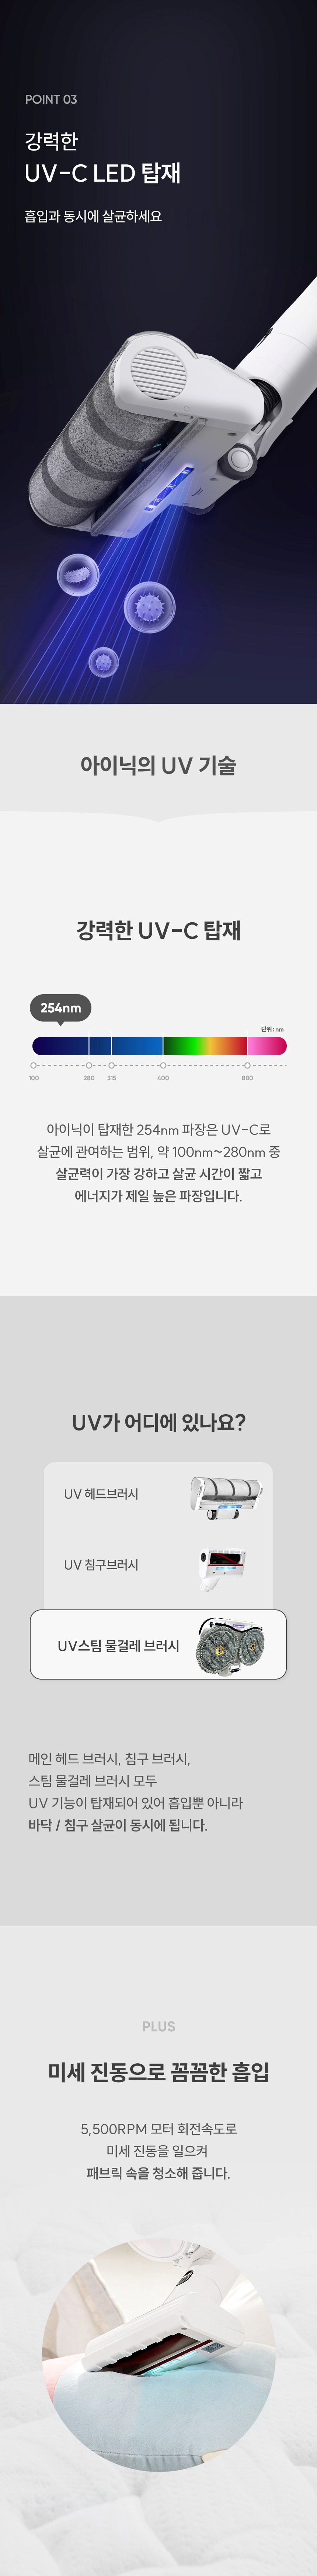 POINT 03
강력한
UV-C LED 탑재
흡입과 동시에 살균하세요
아이닉의 UV 기술
강력한 UV-C 탑재
254nm
단위 : nm
100 280 315 400 800
아이닉이 탑재한 254nm 파장은 UV-C로
살균에 관여하는 범위, 약 100nm~280nm 중
살균력이 가장 강하고 살균 시간이 짧고
에너지가 제일 높은 파장입니다.
UV가 어디에 있나요?
UV 헤드브러시
UV 침구브러시
UV스팀 물걸레 브러시
메인 헤드 브러시, 침구 브러시,
스팀 물걸레 브러시 모두
UV 기능이 탑재되어 있어 흡입뿐 아니라
바닥 / 침구 살균이 동시에 됩니다.
PLUS
미세 진동으로 꼼꼼한 흡입
5,500RPM 모터 회전속도로
미세 진동을 일으켜
패브릭 속을 청소해 줍니다.